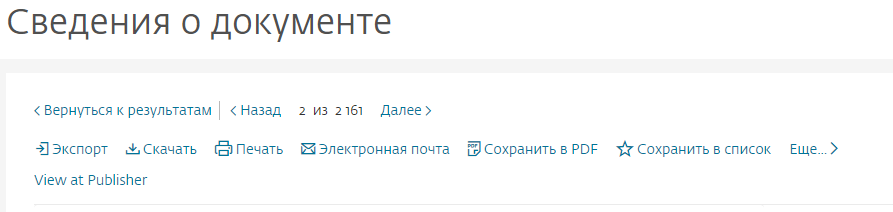 Сведения о документе
Вернуться к результатам Назад 2 из 2 161 Далее
Экспорт Скачать Печать Электронная почта Сохранить в PDF Сохранить в список Еще...
View at Publisher